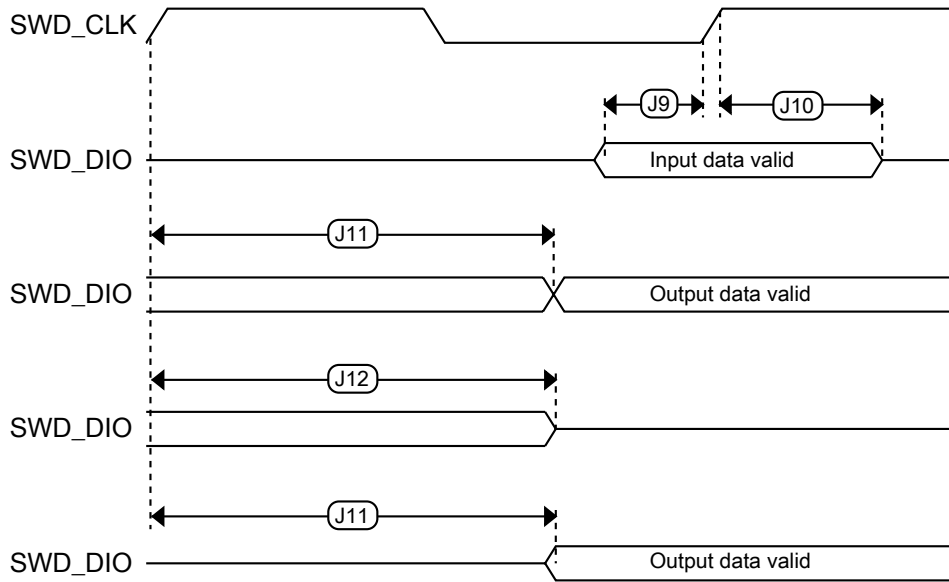 SWD_CLK
J9
J10
SWD_DIO
Input data valid
J11
SWD_DIO
Output data valid
J12
SWD_DIO
J11
SWD_DIO
Output data valid